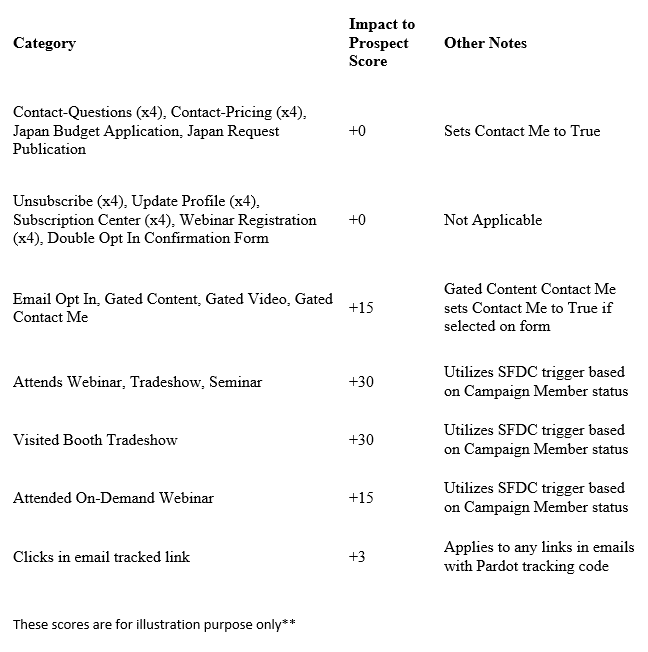 Category
Impact to
Prospect
Score
Other Notes
Contact-Questions (x4), Contact-Pricing (x4),
Japan Budget Application, Japan Request
Publication
+0
Sets Contact Me to True
Unsubscribe (x4), Update Profile (x4),
Subscription Center (x4), Webinar Registration
(x4), Double Opt In Confirmation Form
+0
Not Applicable
Email Opt In, Gated Content, Gated Video, Gated
Contact Me
+15
Gated Content Contact Me
sets Contact Me to True if
selected on form
Attends Webinar, Tradeshow, Seminar
+30
Utilizes SFDC trigger based
on Campaign Member status
Visited Booth Tradeshow
+30
Utilizes SFDC trigger based
on Campaign Member status
Attended On-Demand Webinar
+15
Utilizes SFDC trigger based
on Campaign Member status
Clicks in email tracked link
+3
Applies to any links in emails
with Pardot tracking code
These scores are for illustration purpose only**